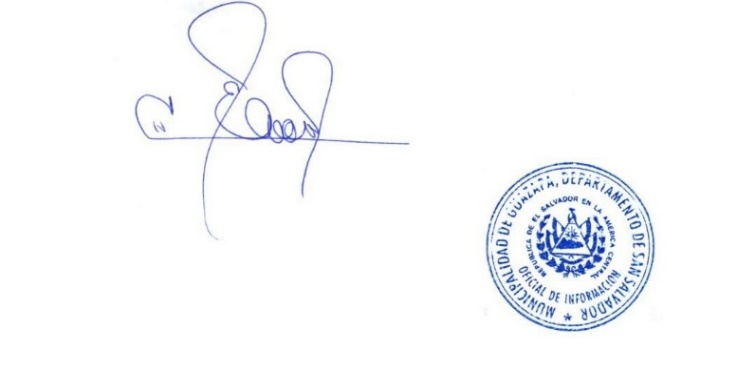 MUNICIPALIDAD DE GUAZAPA, DEPARTAMENTO DE SAN SALVADOR
REPUBLICA DE EL SALVADOR EN LA AMERICA CENTRAL
OFICIAL DE INFORMACION